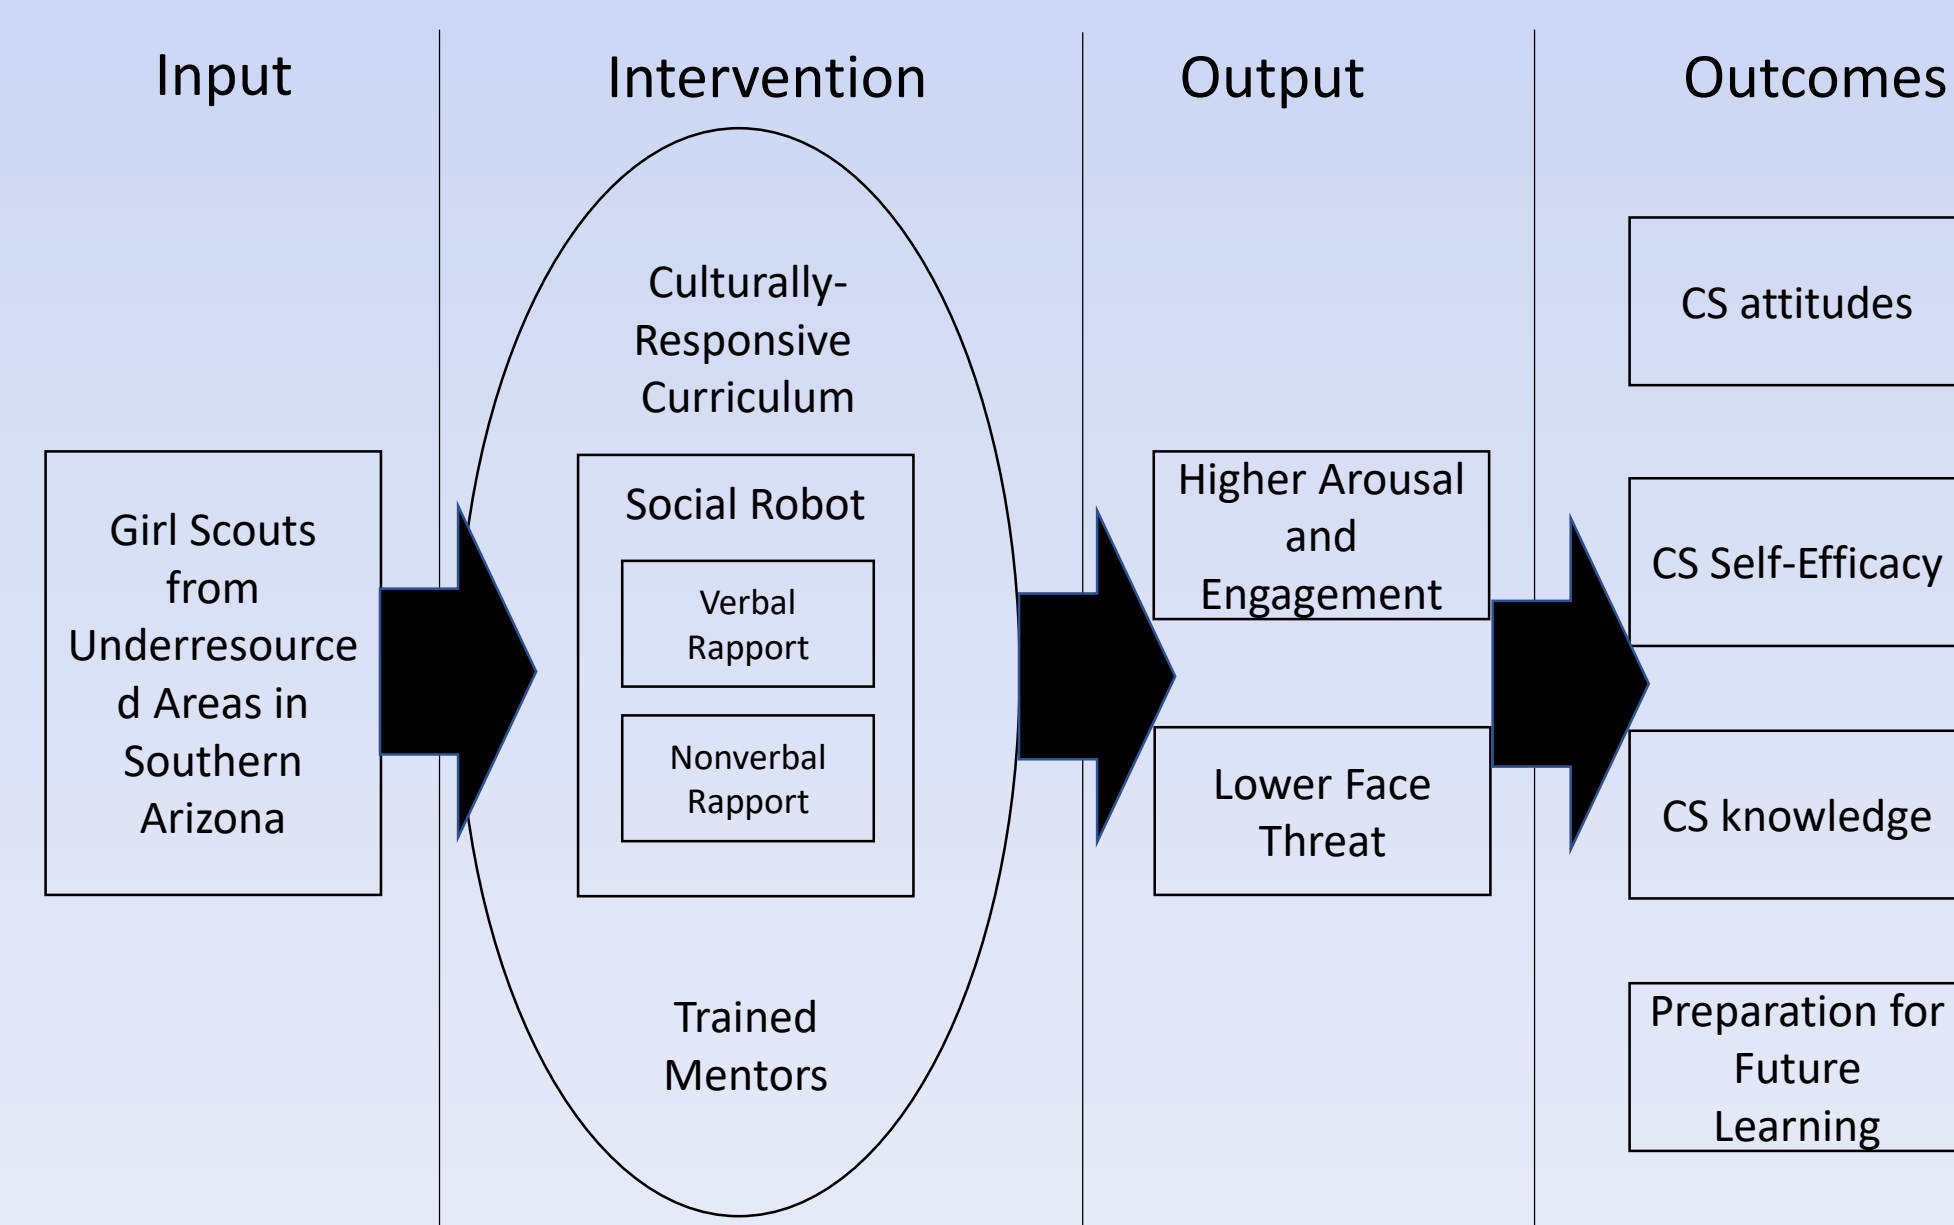 Input
Intervention
Output
Outcomes
Girl Scouts
from
Underresource
d Areas in
Southern
Arizona
Culturally-
Responsive
Curriculum
Social Robot
Verbal
Rapport
Nonverbal
Rapport
Trained
Mentors
Higher Arousal
and
Engagement
Lower Face
Threat
CS attitudes
CS Self-Efficacy
CS knowledge
Preparation for
Future
Learning